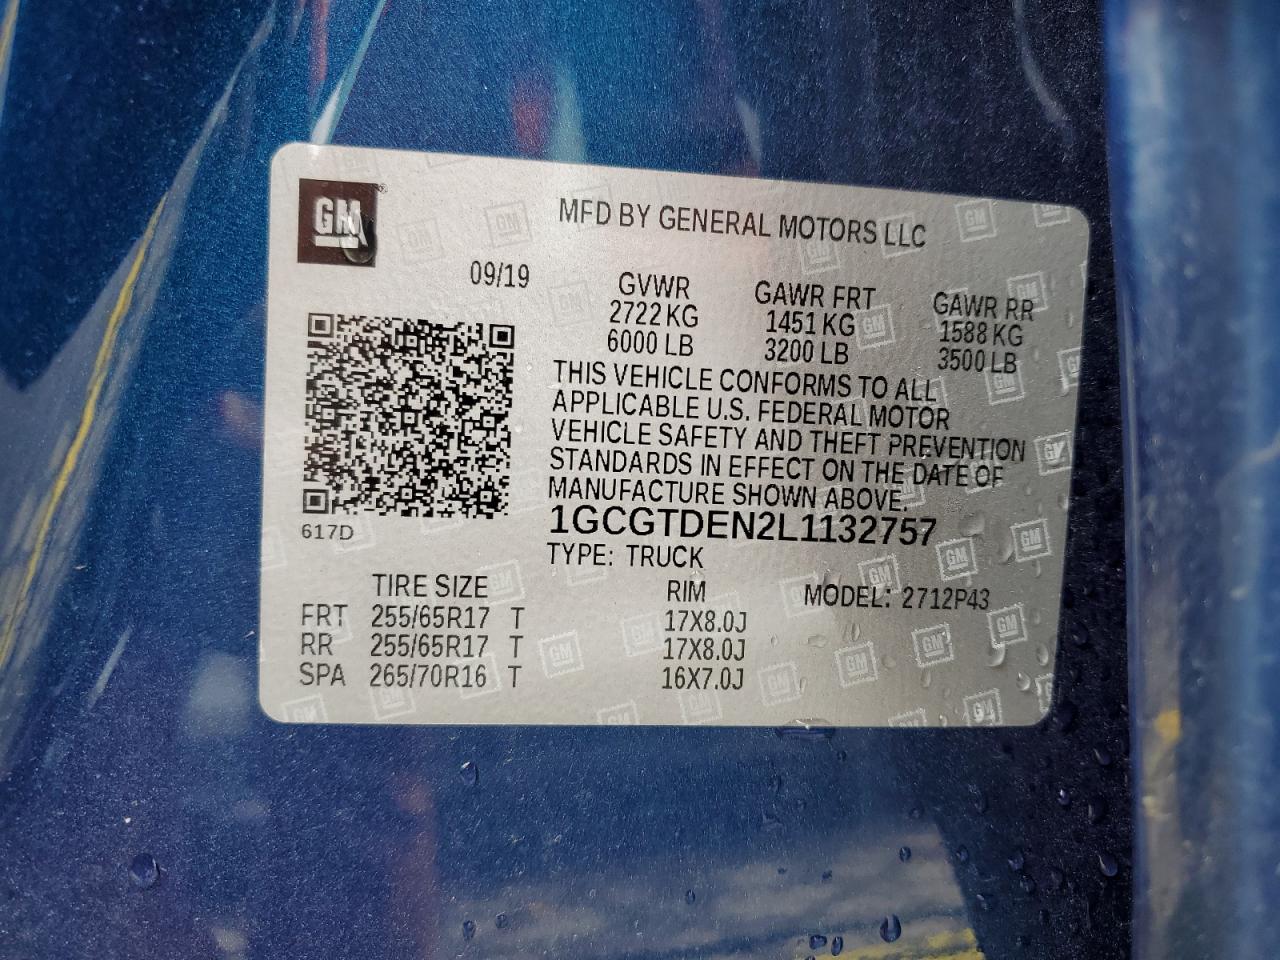 GM
MFD BY GENERAL MOTORS LLC
09/19
GVWR GAWR FRT GAWR RR
2722 KG 1451 KG 1588 KG
6000 LB 3200 LB 3500 LB
THIS VEHICLE CONFORMS TO ALL
APPLICABLE U.S. FEDERAL MOTOR
VEHICLE SAFETY AND THEFT PREVENTION
STANDARDS IN EFFECT ON THE DATE OF
MANUFACTURE SHOWN ABOVE.
617D
1GCGTDEN2L1132757
TYPE: TRUCK
TIRE SIZE RIM MODEL: 2712P43
FRT 255/65R17 T 17X8.0J
RR 255/65R17 T 17X8.0J
SPA 265/70R16 T 16X7.0J